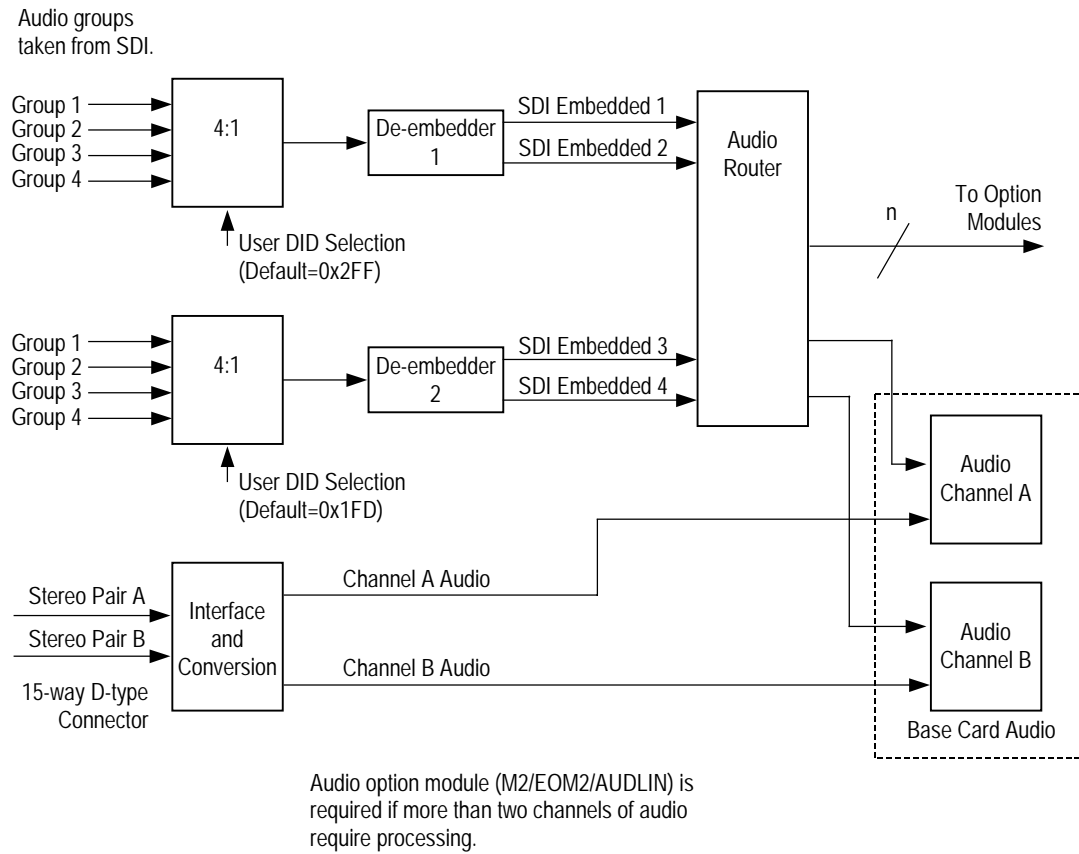 Audio groups
taken from SDI.
Group 1
Group 2
Group 3
Group 4
4:1
De-embedder
1
SDI Embedded 1
SDI Embedded 2
Audio
Router
n
To Option
Modules
User DID Selection
(Default=0x2FF)
Group 1
Group 2
Group 3
Group 4
4:1
De-embedder
2
SDI Embedded 3
SDI Embedded 4
User DID Selection
(Default=0x1FD)
Audio
Channel A
Stereo Pair A
Stereo Pair B
15-way D-type
Connector
Interface
and
Conversion
Channel A Audio
Channel B Audio
Audio
Channel B
Base Card Audio
Audio option module (M2/EOM2/AUDLIN) is
required if more than two channels of audio
require processing.